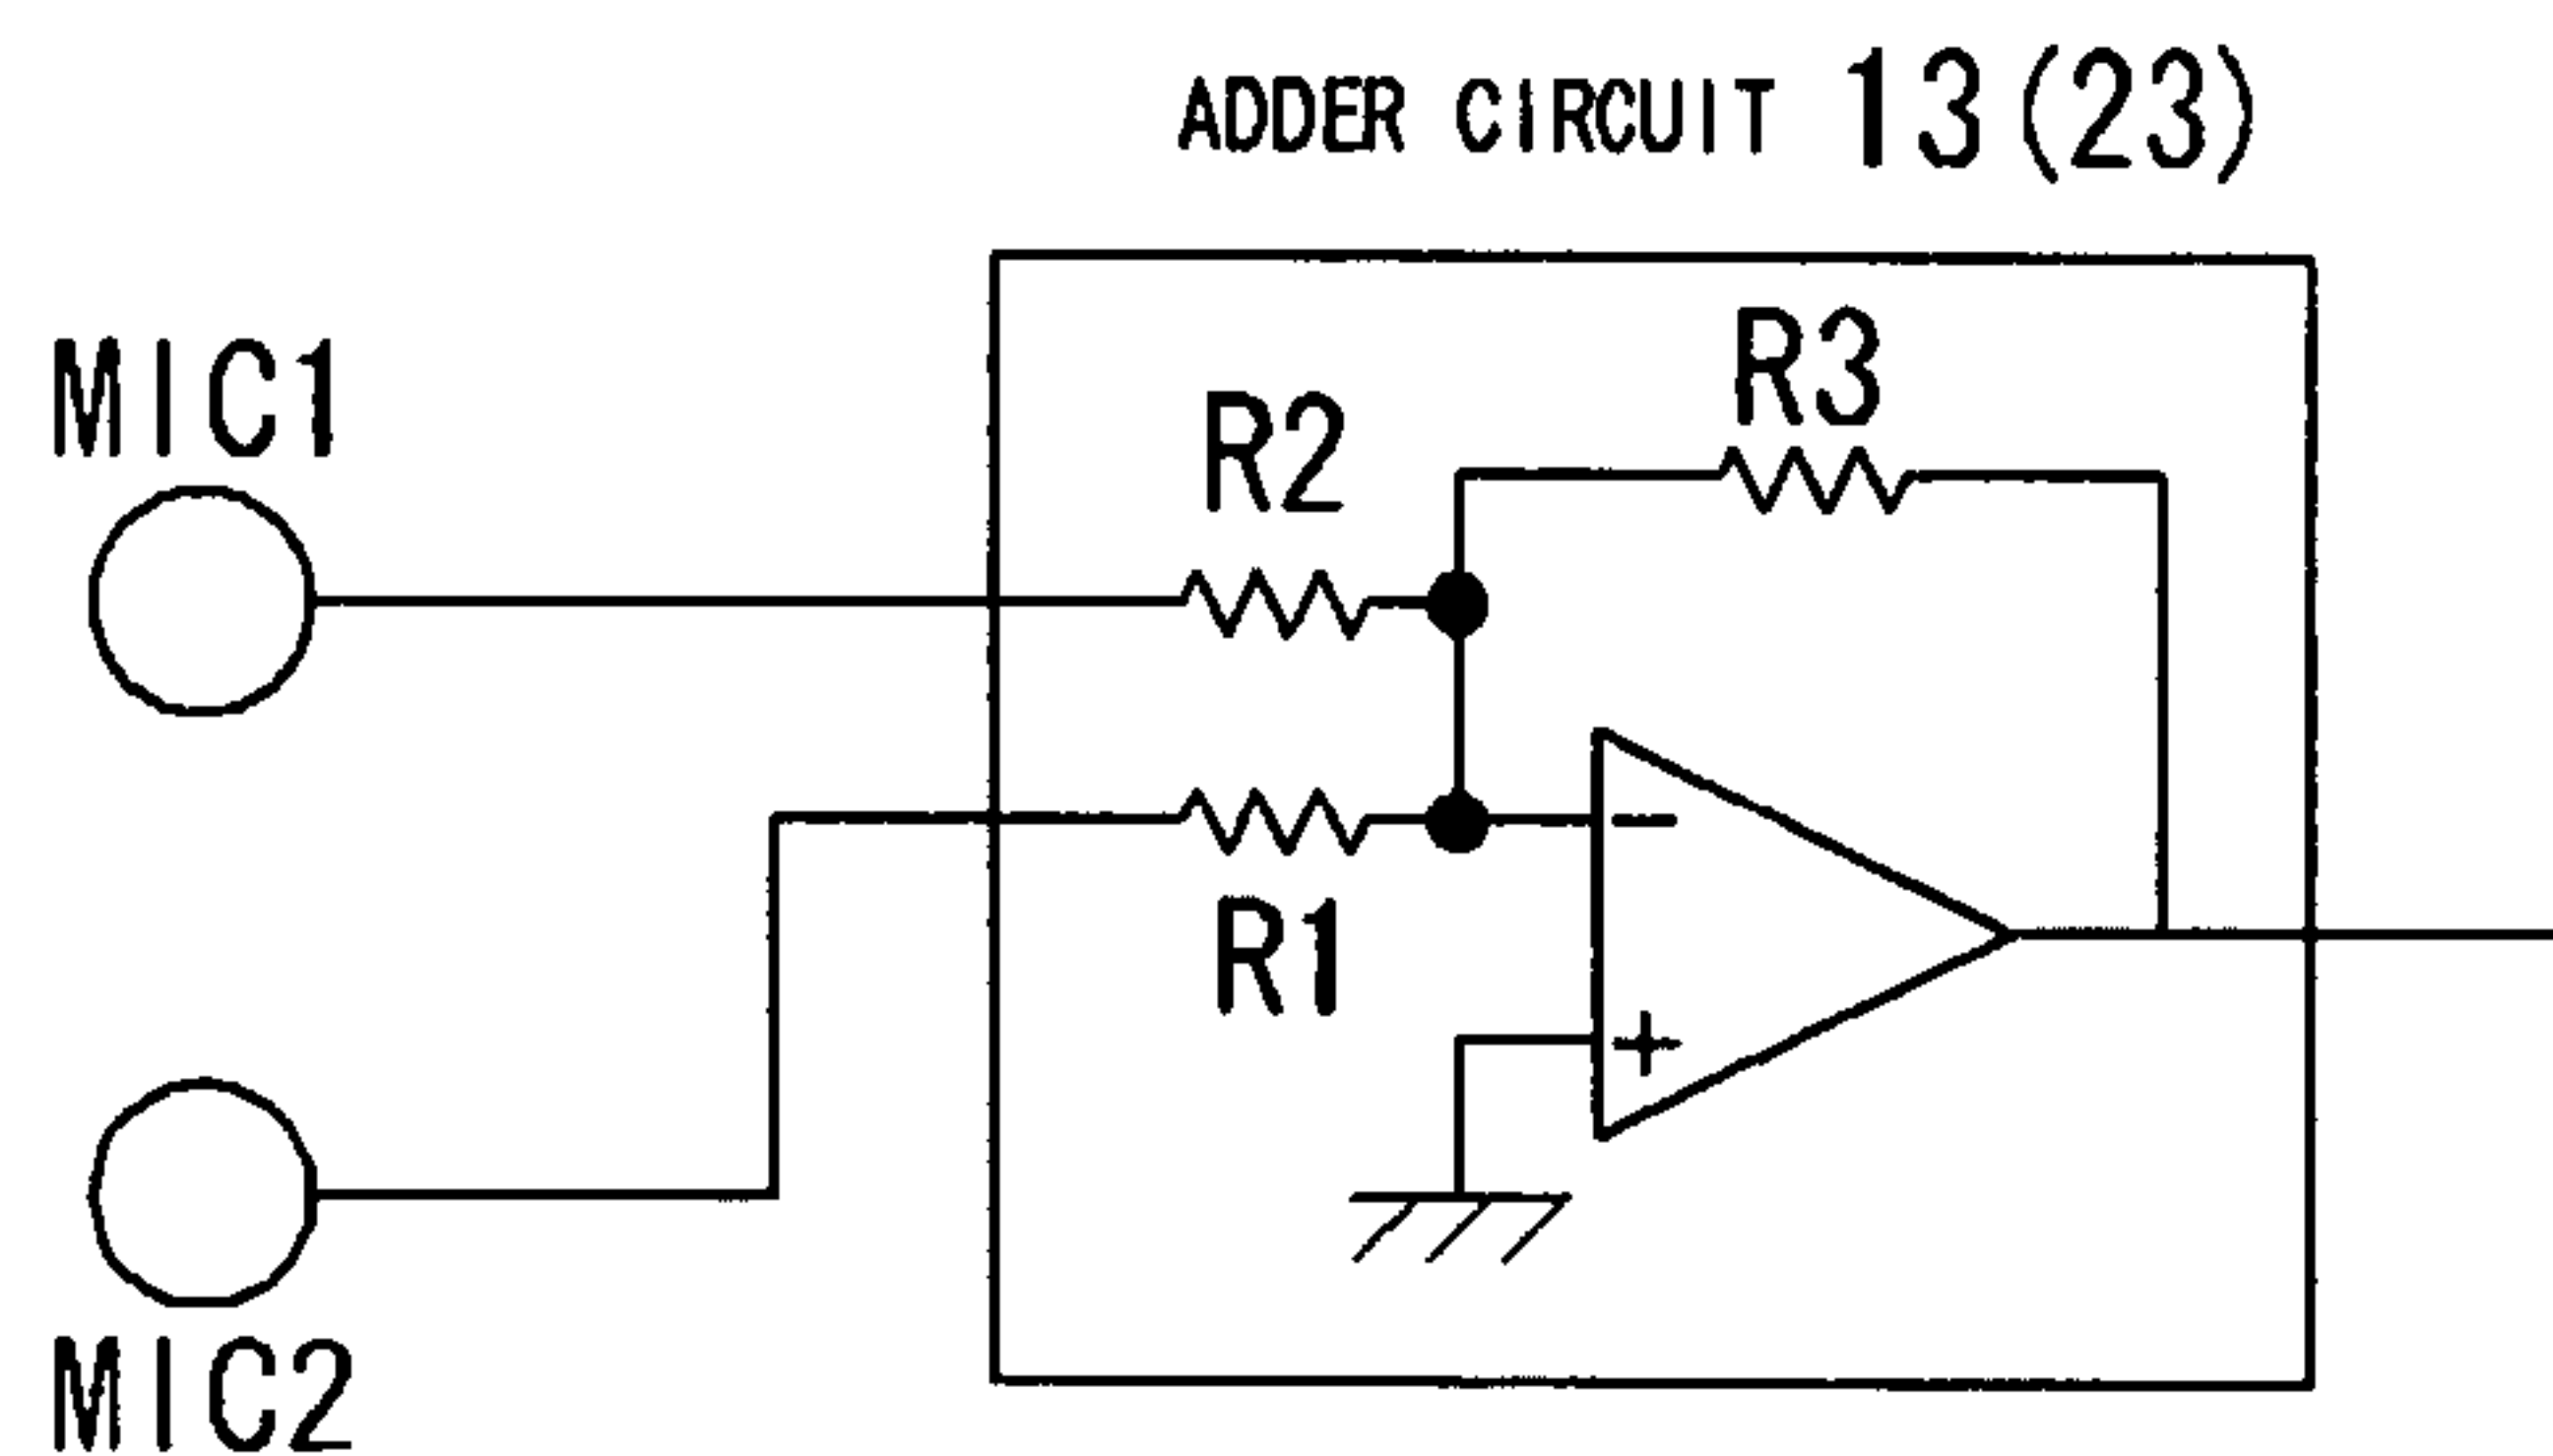 ADDER CIRCUIT 13(23)
MIC1
R3
R2
−
R1
+
MIC2